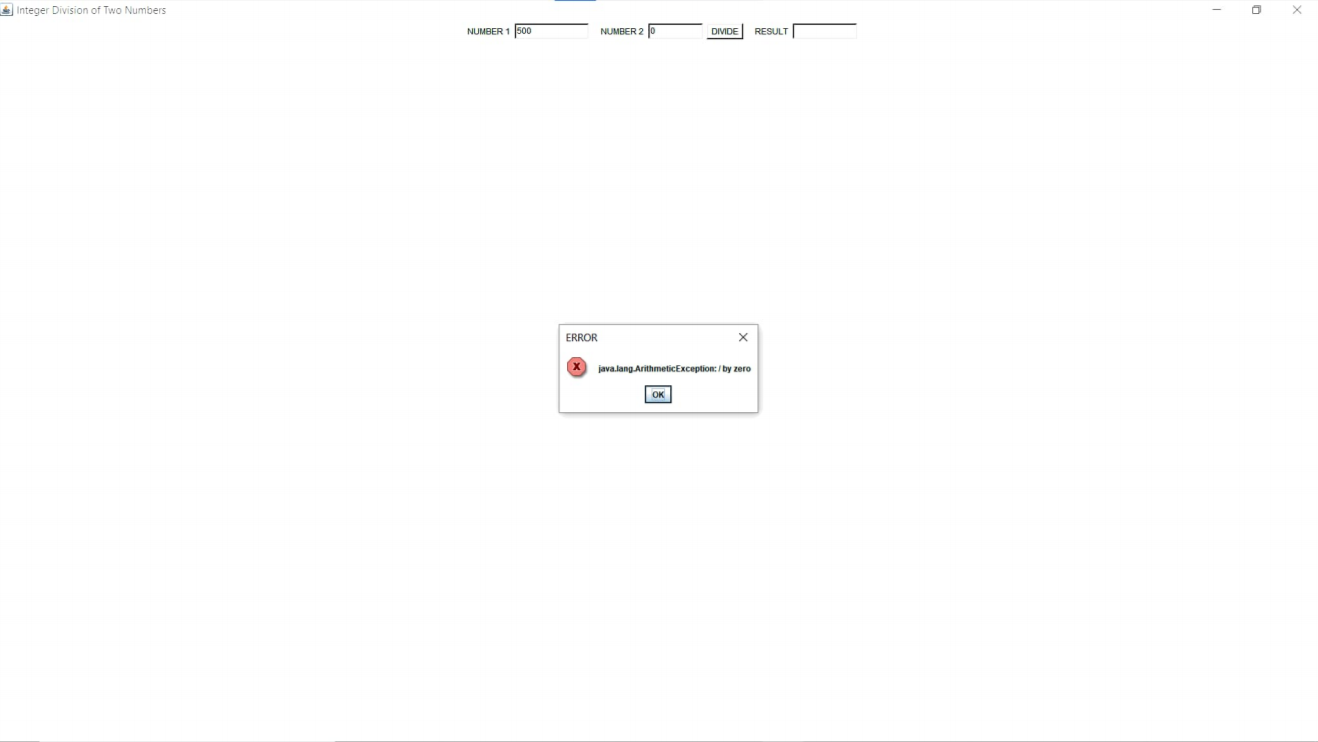 Integer Division of Two Numbers
NUMBER 1 500 NUMBER 2 0 DIVIDE RESULT
ERROR
X java.lang.ArithmeticException: / by zero
OK